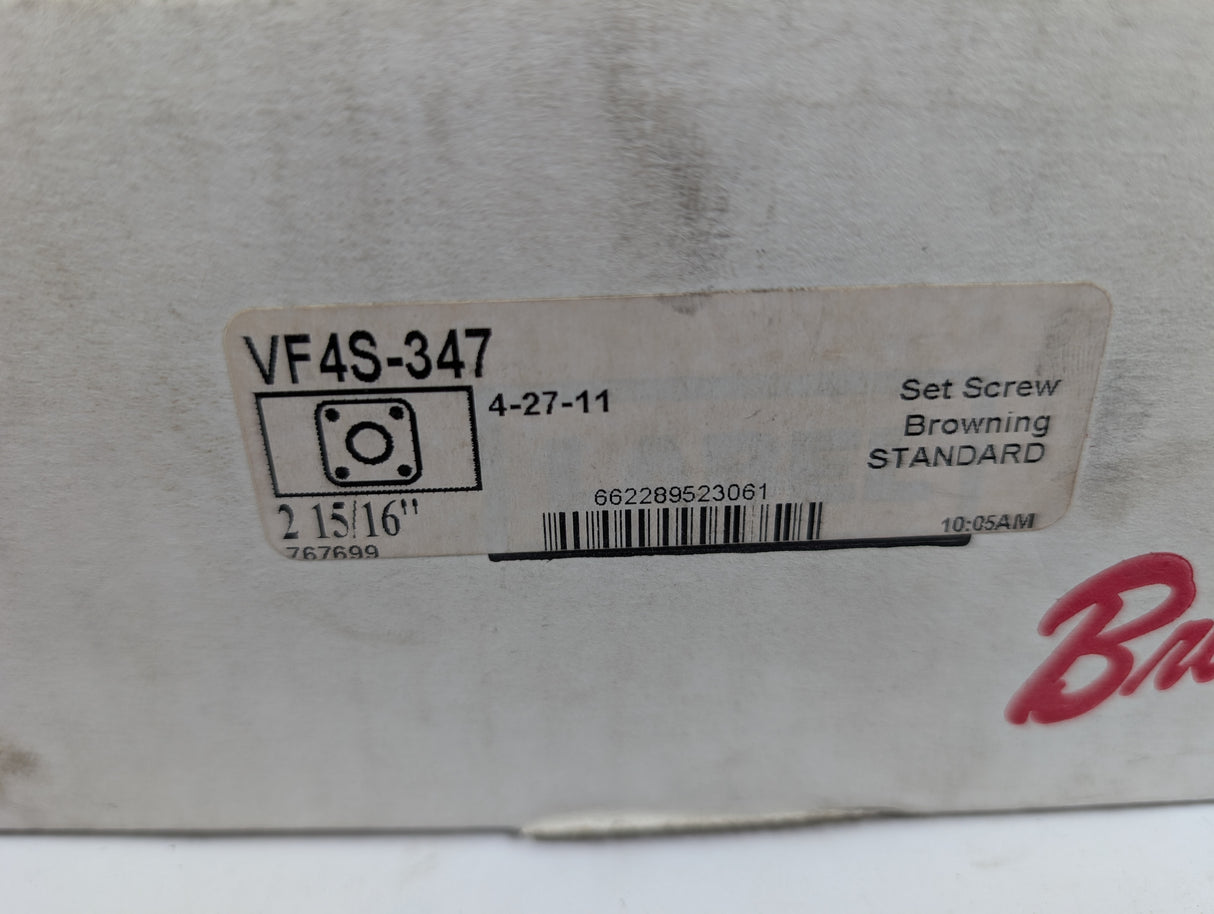 VF4S-347
4-27-11
Set Screw
Browning
STANDARD
662289523061
2 15/16"
767699
10:05AM